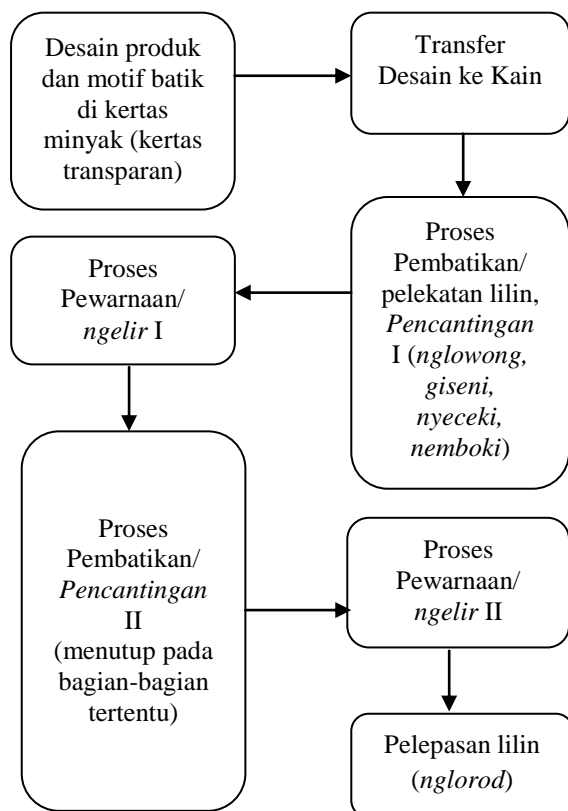 Desain produk
dan motif batik
di kertas
minyak (kertas
transparan)
Transfer
Desain ke Kain
Proses
Pembatikan/
pelekatan lilin,
Pencantingan
I (nglowong,
giseni,
nyeceki,
nemboki)
Proses
Pewarnaan/
ngelir I
Proses
Pembatikan/
Pencantingan
II
(menutup pada
bagian-bagian
tertentu)
Proses
Pewarnaan/
ngelir II
Pelepasan lilin
(nglorod)